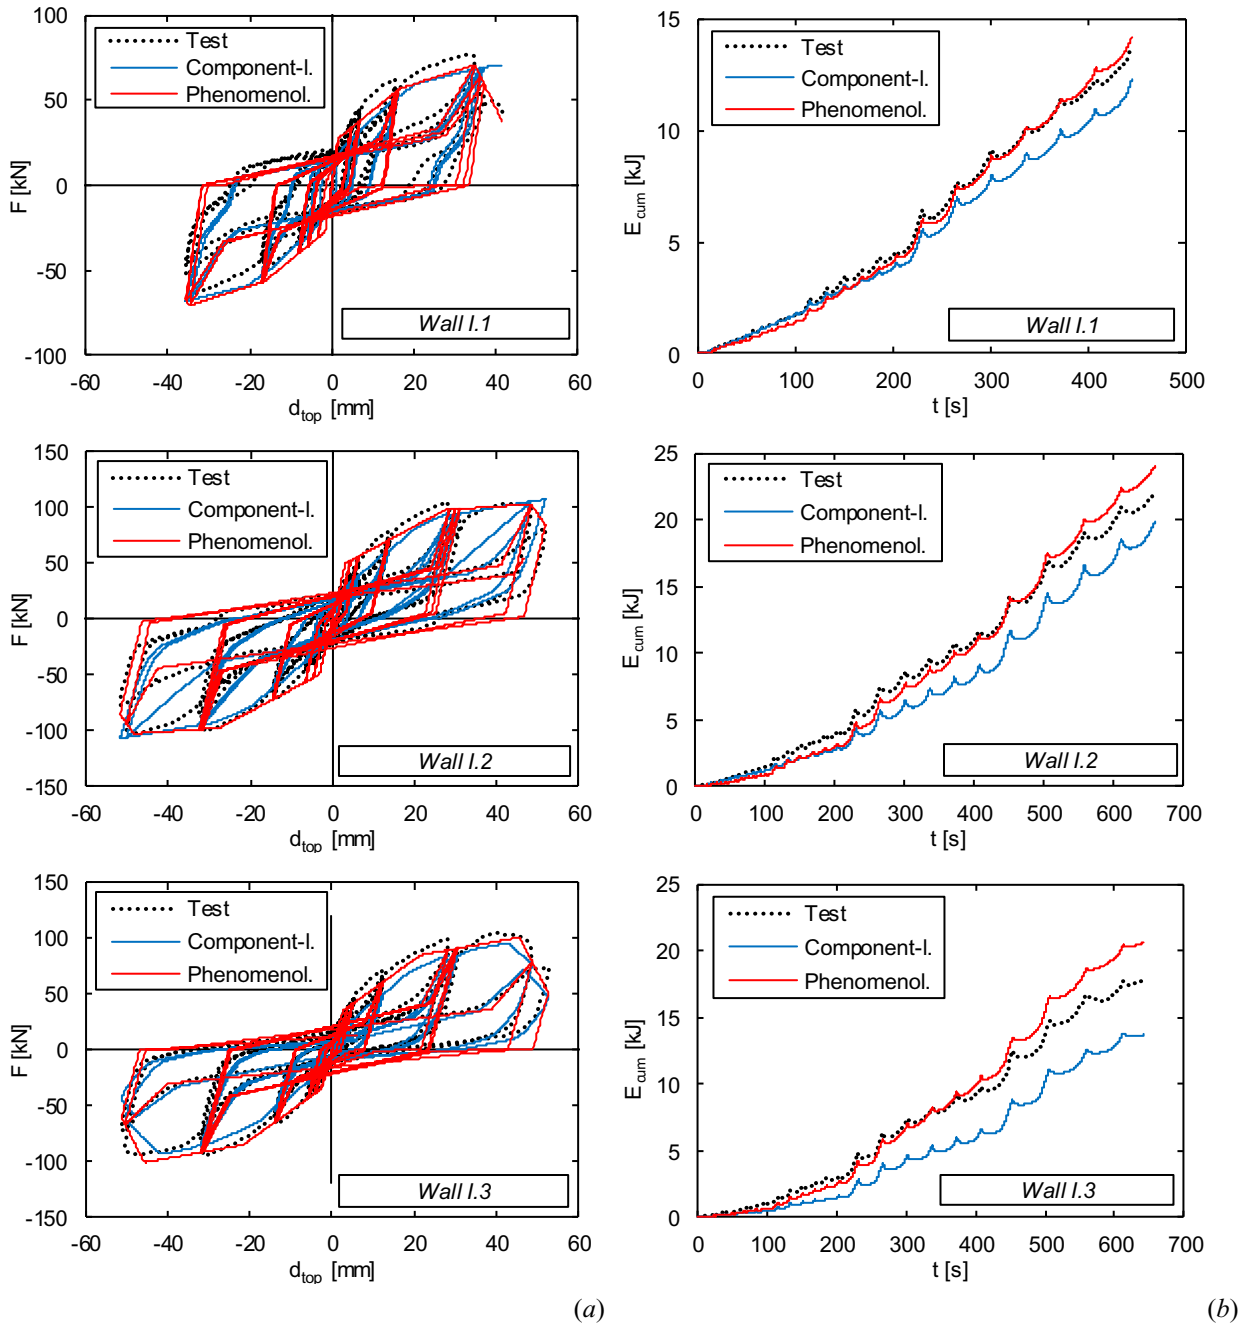 100
50
0
-50
-100
F [kN]
Test
Component-I.
Phenomenol.
Wall I.1
-60 -40 -20 0 20 40 60
d_top [mm]
15
10
5
0
E_cum [kJ]
Test
Component-I.
Phenomenol.
Wall I.1
0 100 200 300 400 500
t [s]
150
100
50
0
-50
-100
-150
F [kN]
Test
Component-I.
Phenomenol.
Wall I.2
-60 -40 -20 0 20 40 60
d_top [mm]
25
20
15
10
5
0
E_cum [kJ]
Test
Component-I.
Phenomenol.
Wall I.2
0 100 200 300 400 500 600 700
t [s]
150
100
50
0
-50
-100
-150
F [kN]
Test
Component-I.
Phenomenol.
Wall I.3
-60 -40 -20 0 20 40 60
d_top [mm]
25
20
15
10
5
0
E_cum [kJ]
Test
Component-I.
Phenomenol.
Wall I.3
0 100 200 300 400 500 600 700
t [s]
(a)
(b)